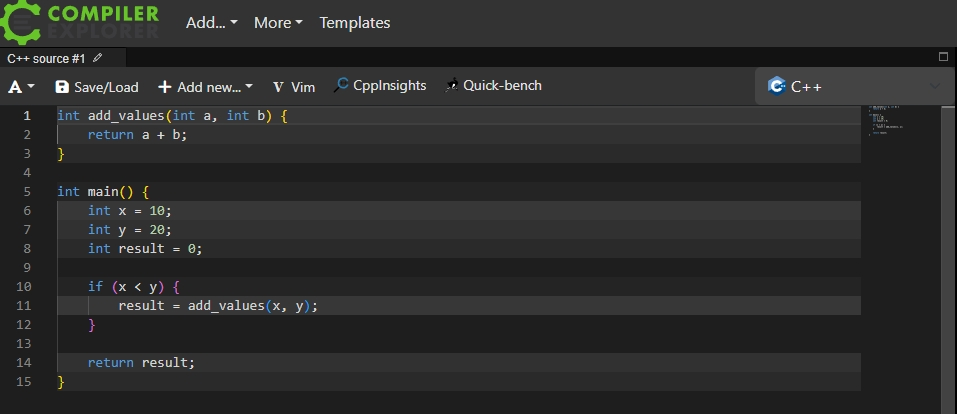 COMPILER
EXPLORER
Add... More Templates
C++ source #1
A Save/Load + Add new... V Vim CppInsights Quick-bench C++
1 int add_values(int a, int b) {
2     return a + b;
3 }
4
5 int main() {
6     int x = 10;
7     int y = 20;
8     int result = 0;
9
10     if (x < y) {
11         result = add_values(x, y);
12     }
13
14     return result;
15 }